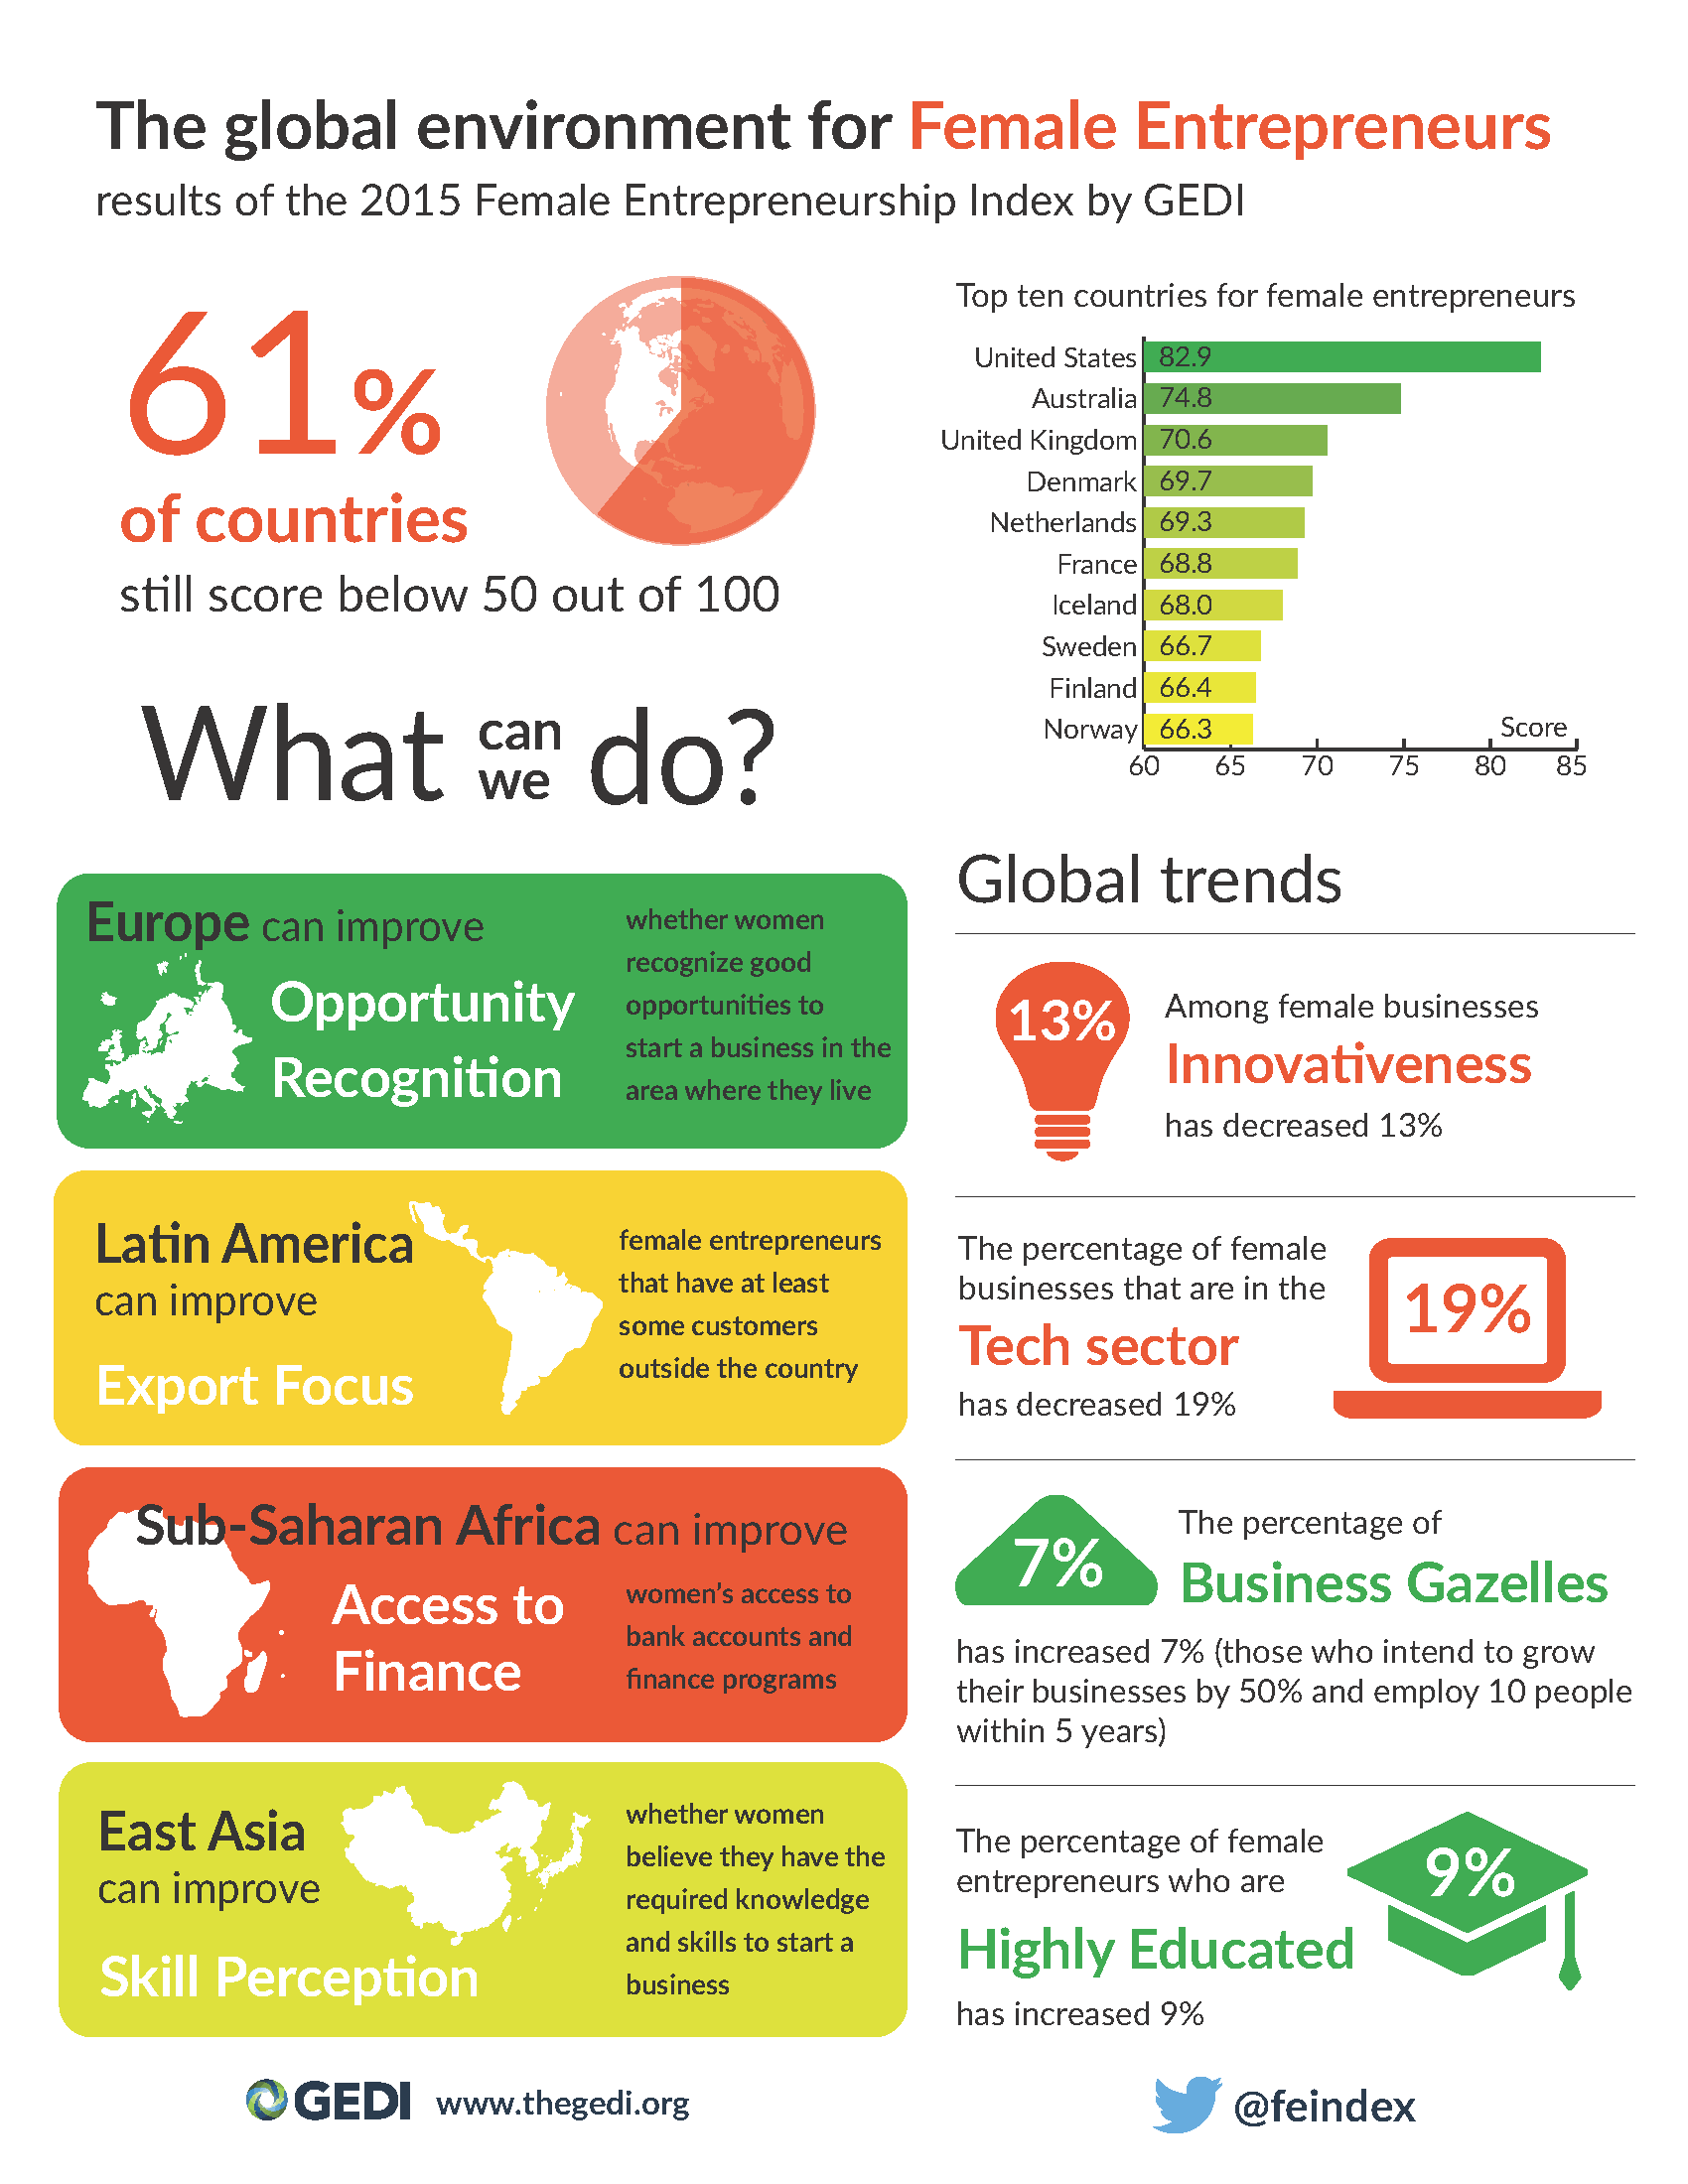 The global environment for Female Entrepreneurs
results of the 2015 Female Entrepreneurship Index by GEDI
61%
of countries
still score below 50 out of 100
Top ten countries for female entrepreneurs
United States 82.9
Australia 74.8
United Kingdom 70.6
Denmark 69.7
Netherlands 69.3
France 68.8
Iceland 68.0
Sweden 66.7
Finland 66.4
Norway 66.3
Score
60 65 70 75 80 85
What can we do?
Europe can improve
Opportunity
Recognition
whether women
recognize good
opportunities to
start a business in the
area where they live
Latin America
can improve
Export Focus
female entrepreneurs
that have at least
some customers
outside the country
Sub-Saharan Africa can improve
Access to
Finance
women's access to
bank accounts and
finance programs
East Asia
can improve
Skill Perception
whether women
believe they have the
required knowledge
and skills to start a
business
Global trends
13%
Among female businesses
Innovativeness
has decreased 13%
The percentage of female
businesses that are in the
Tech sector
has decreased 19%
19%
7%
The percentage of
Business Gazelles
has increased 7% (those who intend to grow
their businesses by 50% and employ 10 people
within 5 years)
The percentage of female
entrepreneurs who are
Highly Educated
has increased 9%
9%
GEDI www.thegedi.org
@feindex